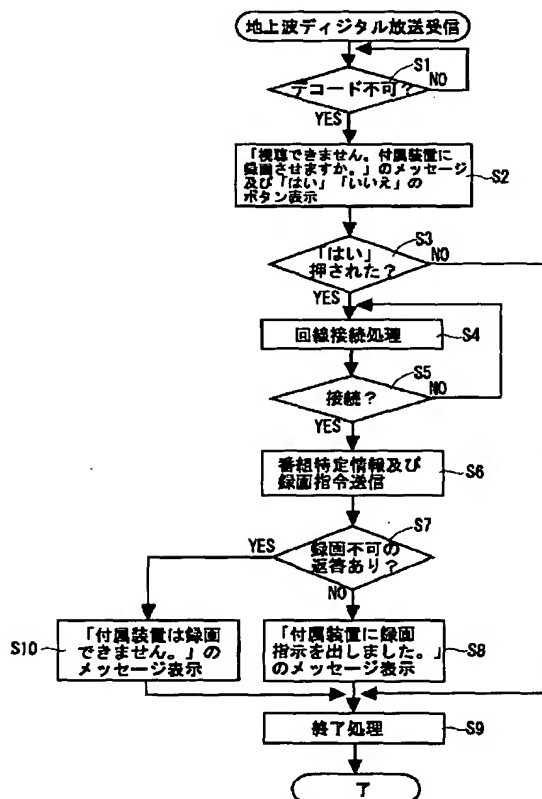 地上波ディジタル放送受信
S1
デコード不可？
NO
YES
「視聴できません。付属装置に
録画させますか。」のメッセージ
及び「はい」「いいえ」の
ボタン表示
S2
S3
「はい」
押された？
NO
YES
回線接続処理
S4
S5
接続？
NO
YES
番組特定情報及び
録画指令送信
S6
S7
YES
録画不可の
返答あり？
NO
S10
「付属装置は録画
できません。」の
メッセージ表示
「付属装置に録画
指示を出しました。」
のメッセージ表示
S8
終了処理
S9
了